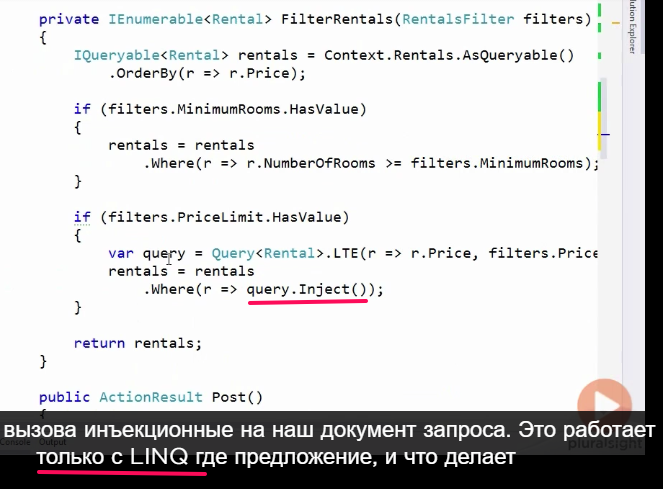 private IEnumerable<Rental> FilterRentals(RentalsFilter filters)
{
IQueryable<Rental> rentals = Context.Rentals.AsQueryable()
.OrderBy(r => r.Price);
if (filters.MinimumRooms.HasValue)
{
rentals = rentals
.Where(r => r.NumberOfRooms >= filters.MinimumRooms);
}
if (filters.PriceLimit.HasValue)
{
var query = Query<Rental>.LTE(r => r.Price, filters.Price
rentals = rentals
.Where(r => query.Inject());
}
return rentals;
}
public ActionResult Post()
{
вызова инъекционные на наш документ запроса. Это работает
только с LINQ где предложение, и что делает
Console Output
pluralsight
lution Explorer